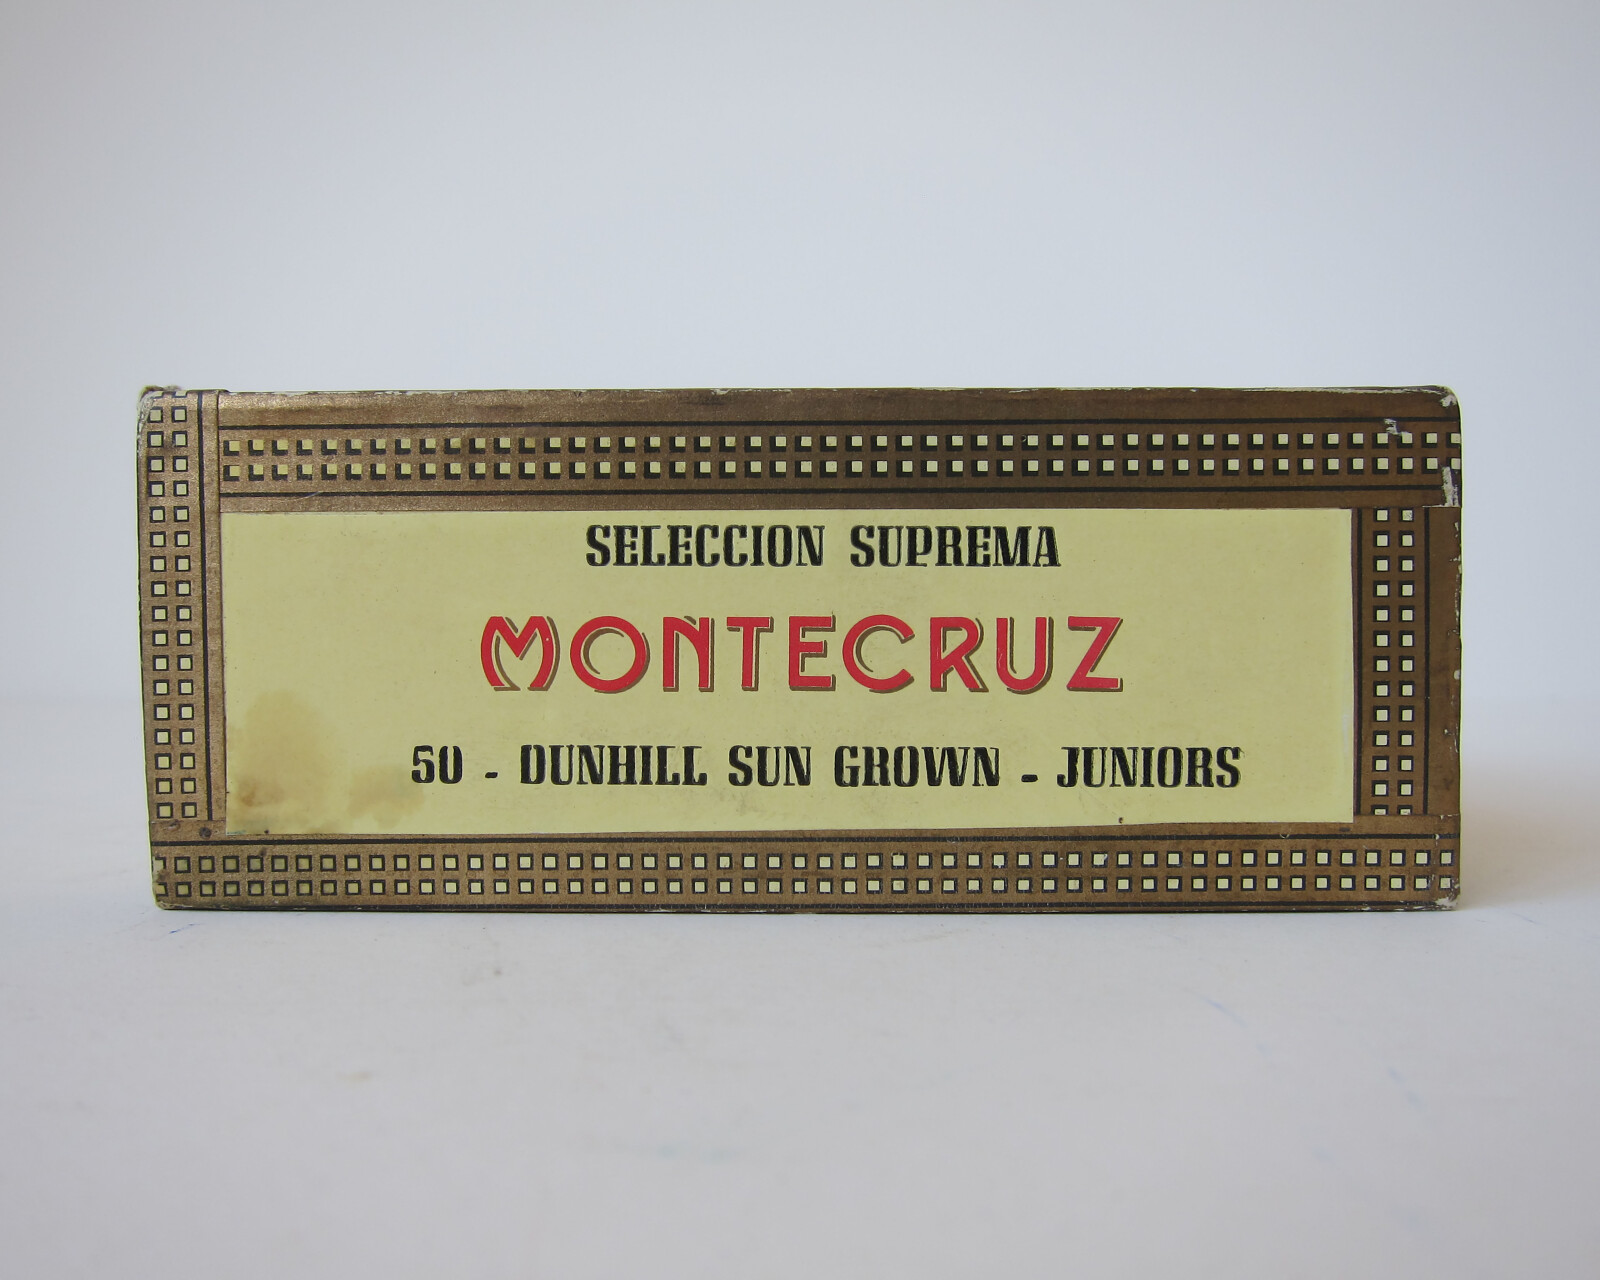 SELECCION SUPREMA
MONTECRUZ
50 - DUNHILL SUN GROWN - JUNIORS